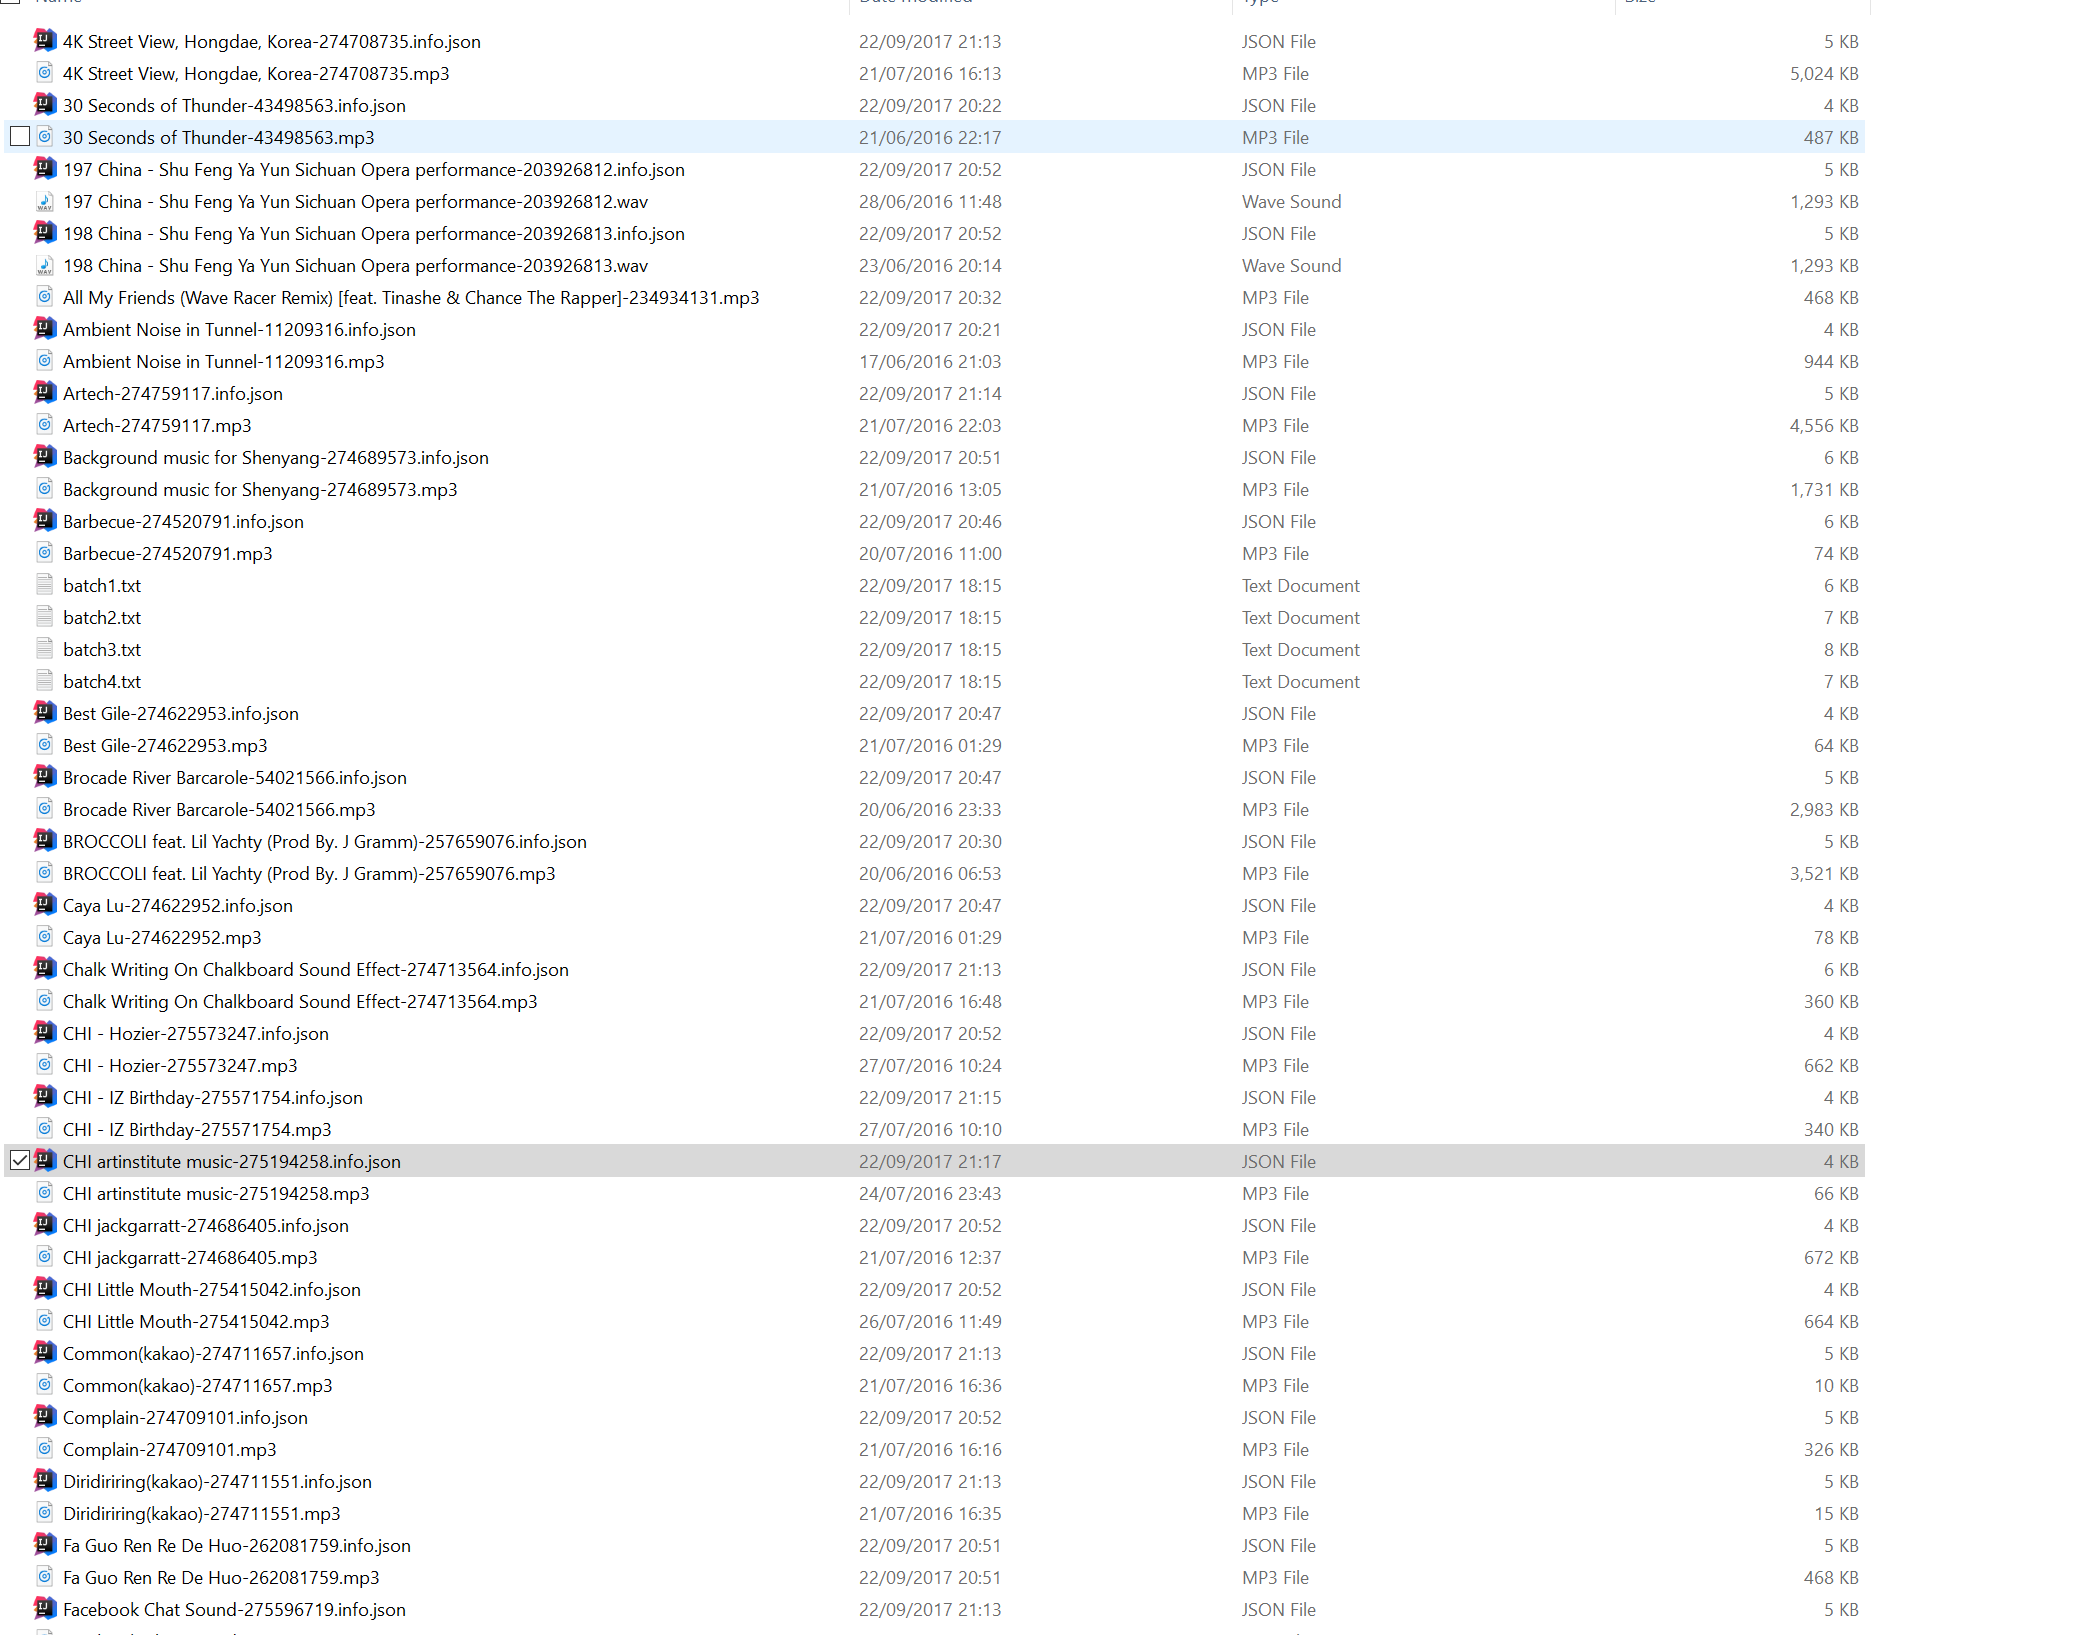 Name Date modified Type Size
4K Street View, Hongdae, Korea-274708735.info.json 22/09/2017 21:13 JSON File 5 KB
4K Street View, Hongdae, Korea-274708735.mp3 21/07/2016 16:13 MP3 File 5,024 KB
30 Seconds of Thunder-43498563.info.json 22/09/2017 20:22 JSON File 4 KB
30 Seconds of Thunder-43498563.mp3 21/06/2016 22:17 MP3 File 487 KB
197 China - Shu Feng Ya Yun Sichuan Opera performance-203926812.info.json 22/09/2017 20:52 JSON File 5 KB
197 China - Shu Feng Ya Yun Sichuan Opera performance-203926812.wav 28/06/2016 11:48 Wave Sound 1,293 KB
198 China - Shu Feng Ya Yun Sichuan Opera performance-203926813.info.json 22/09/2017 20:52 JSON File 5 KB
198 China - Shu Feng Ya Yun Sichuan Opera performance-203926813.wav 23/06/2016 20:14 Wave Sound 1,293 KB
All My Friends (Wave Racer Remix) [feat. Tinashe & Chance The Rapper]-234934131.mp3 22/09/2017 20:32 MP3 File 468 KB
Ambient Noise in Tunnel-11209316.info.json 22/09/2017 20:21 JSON File 4 KB
Ambient Noise in Tunnel-11209316.mp3 17/06/2016 21:03 MP3 File 944 KB
Artech-274759117.info.json 22/09/2017 21:14 JSON File 5 KB
Artech-274759117.mp3 21/07/2016 22:03 MP3 File 4,556 KB
Background music for Shenyang-274689573.info.json 22/09/2017 20:51 JSON File 6 KB
Background music for Shenyang-274689573.mp3 21/07/2016 13:05 MP3 File 1,731 KB
Barbecue-274520791.info.json 22/09/2017 20:46 JSON File 6 KB
Barbecue-274520791.mp3 20/07/2016 11:00 MP3 File 74 KB
batch1.txt 22/09/2017 18:15 Text Document 6 KB
batch2.txt 22/09/2017 18:15 Text Document 7 KB
batch3.txt 22/09/2017 18:15 Text Document 8 KB
batch4.txt 22/09/2017 18:15 Text Document 7 KB
Best Gile-274622953.info.json 22/09/2017 20:47 JSON File 4 KB
Best Gile-274622953.mp3 21/07/2016 01:29 MP3 File 64 KB
Brocade River Barcarole-54021566.info.json 22/09/2017 20:47 JSON File 5 KB
Brocade River Barcarole-54021566.mp3 20/06/2016 23:33 MP3 File 2,983 KB
BROCCOLI feat. Lil Yachty (Prod By. J Gramm)-257659076.info.json 22/09/2017 20:30 JSON File 5 KB
BROCCOLI feat. Lil Yachty (Prod By. J Gramm)-257659076.mp3 20/06/2016 06:53 MP3 File 3,521 KB
Caya Lu-274622952.info.json 22/09/2017 20:47 JSON File 4 KB
Caya Lu-274622952.mp3 21/07/2016 01:29 MP3 File 78 KB
Chalk Writing On Chalkboard Sound Effect-274713564.info.json 22/09/2017 21:13 JSON File 6 KB
Chalk Writing On Chalkboard Sound Effect-274713564.mp3 21/07/2016 16:48 MP3 File 360 KB
CHI - Hozier-275573247.info.json 22/09/2017 20:52 JSON File 4 KB
CHI - Hozier-275573247.mp3 27/07/2016 10:24 MP3 File 662 KB
CHI - IZ Birthday-275571754.info.json 22/09/2017 21:15 JSON File 4 KB
CHI - IZ Birthday-275571754.mp3 27/07/2016 10:10 MP3 File 340 KB
CHI artinstitute music-275194258.info.json 22/09/2017 21:17 JSON File 4 KB
CHI artinstitute music-275194258.mp3 24/07/2016 23:43 MP3 File 66 KB
CHI jackgarratt-274686405.info.json 22/09/2017 20:52 JSON File 4 KB
CHI jackgarratt-274686405.mp3 21/07/2016 12:37 MP3 File 672 KB
CHI Little Mouth-275415042.info.json 22/09/2017 20:52 JSON File 4 KB
CHI Little Mouth-275415042.mp3 26/07/2016 11:49 MP3 File 664 KB
Common(kakao)-274711657.info.json 22/09/2017 21:13 JSON File 5 KB
Common(kakao)-274711657.mp3 21/07/2016 16:36 MP3 File 10 KB
Complain-274709101.info.json 22/09/2017 20:52 JSON File 5 KB
Complain-274709101.mp3 21/07/2016 16:16 MP3 File 326 KB
Diridiriring(kakao)-274711551.info.json 22/09/2017 21:13 JSON File 5 KB
Diridiriring(kakao)-274711551.mp3 21/07/2016 16:35 MP3 File 15 KB
Fa Guo Ren Re De Huo-262081759.info.json 22/09/2017 20:51 JSON File 5 KB
Fa Guo Ren Re De Huo-262081759.mp3 22/09/2017 20:51 MP3 File 468 KB
Facebook Chat Sound-275596719.info.json 22/09/2017 21:13 JSON File 5 KB